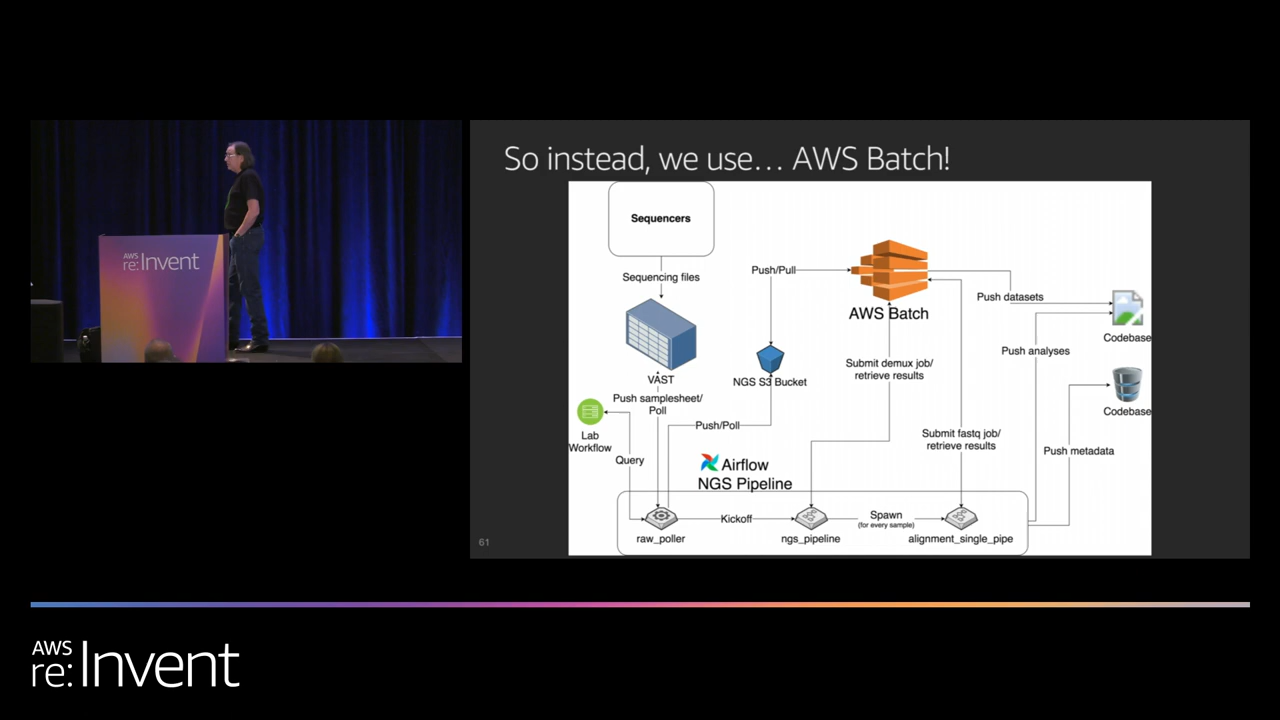 AWS
re:Invent
So instead, we use... AWS Batch!
Sequencers
Sequencing files
VAST
Push samplesheet/
Poll
Lab
Workflow
Query
Push/Pull
NGS S3 Bucket
Push/Poll
AWS Batch
Submit demux job/
retrieve results
Submit fastq job/
retrieve results
Push datasets
Codebase
Push analyses
Codebase
Push metadata
Airflow
NGS Pipeline
raw_poller
Kickoff
ngs_pipeline
Spawn
(for every sample)
alignment_single_pipe
61
AWS
re:Invent